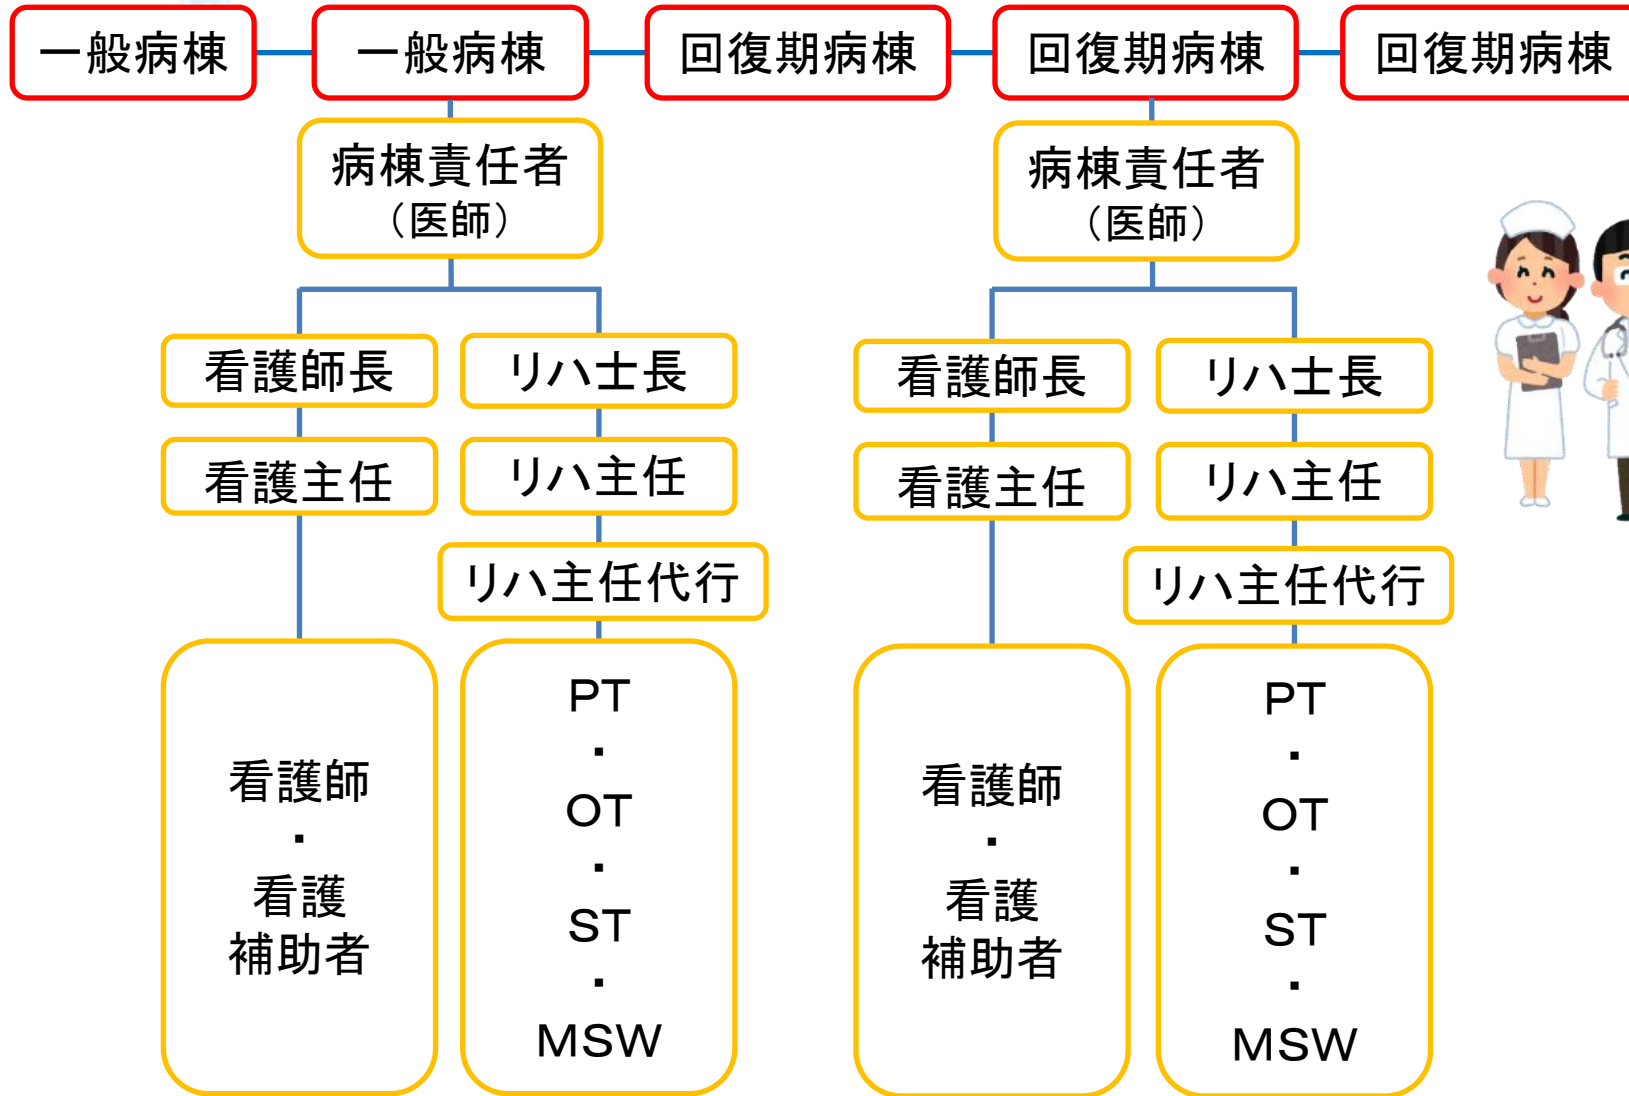 一般病棟
一般病棟
回復期病棟
回復期病棟
回復期病棟
病棟責任者
（医師）
看護師長
リハ士長
看護主任
リハ主任
リハ主任代行
看護師
・
看護
補助者
PT
・
OT
・
ST
・
MSW
病棟責任者
（医師）
看護師長
リハ士長
看護主任
リハ主任
リハ主任代行
看護師
・
看護
補助者
PT
・
OT
・
ST
・
MSW